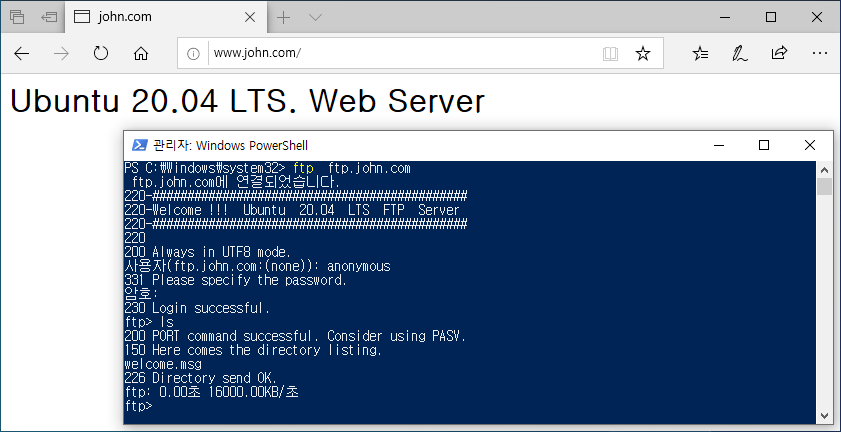 john.com
www.john.com/
Ubuntu 20.04 LTS. Web Server
관리자: Windows PowerShell
PS C:₩Windows₩system32> ftp  ftp.john.com
 ftp.john.com에 연결되었습니다.
220-#############################################
220-Welcome !!!  Ubuntu  20.04  LTS  FTP  Server
220-#############################################
220
200 Always in UTF8 mode.
사용자(ftp.john.com:(none)): anonymous
331 Please specify the password.
암호:
230 Login successful.
ftp> ls
200 PORT command successful. Consider using PASV.
150 Here comes the directory listing.
welcome.msg
226 Directory send OK.
ftp: 0.00초 16000.00KB/초
ftp>